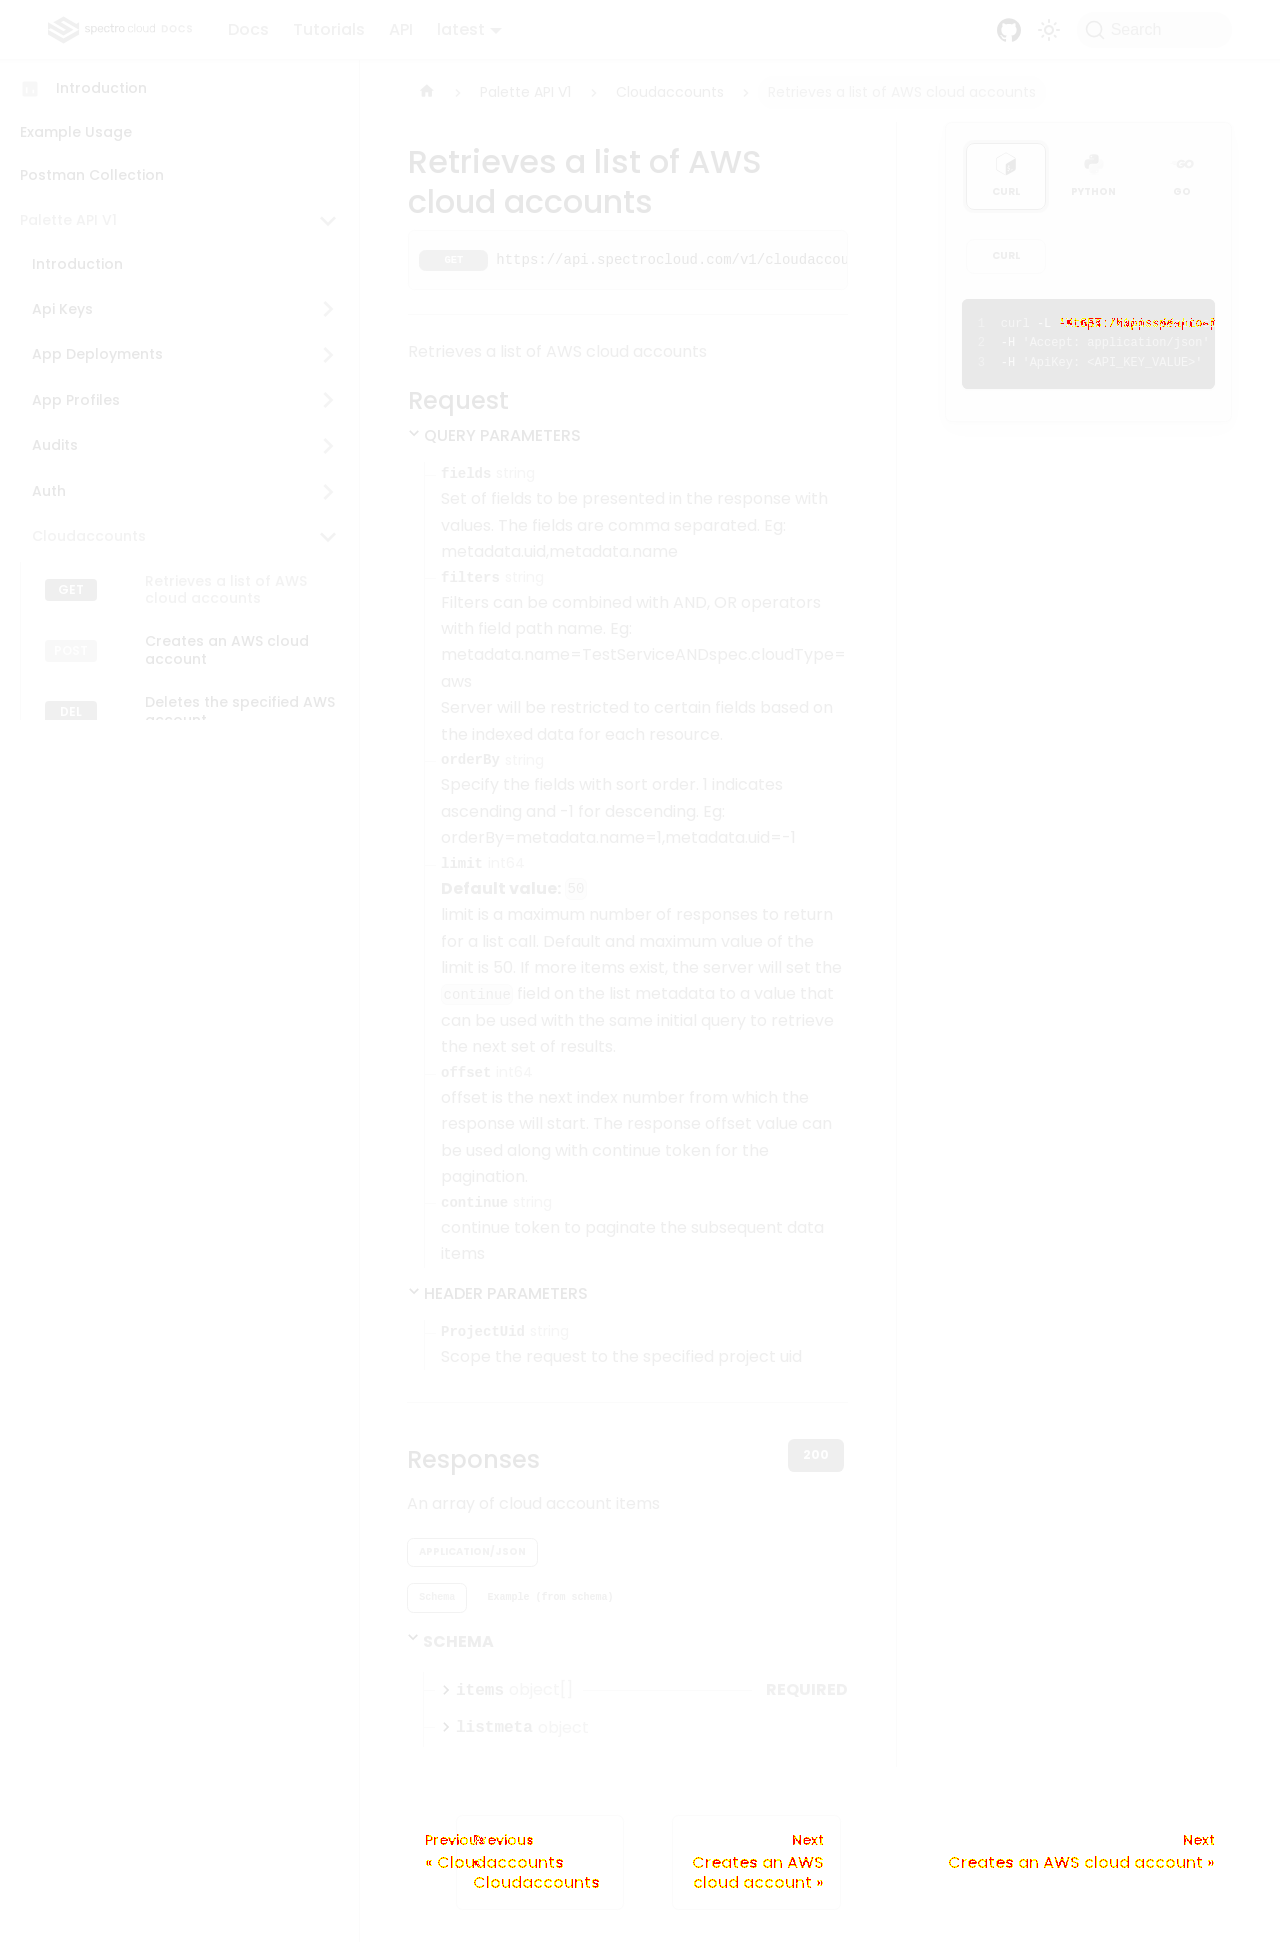 spectro cloud DOCS
Docs
Tutorials
API
latest
Search
Introduction
Example Usage
Postman Collection
Palette API V1
Introduction
Api Keys
App Deployments
App Profiles
Audits
Auth
Cloudaccounts
GET Retrieves a list of AWS
cloud accounts
POST Creates an AWS cloud
account
DEL Deletes the specified AWS
account
Palette API V1
Cloudaccounts
Retrieves a list of AWS cloud accounts
Retrieves a list of AWS
cloud accounts
GET https://api.spectrocloud.com/v1/cloudaccou
Retrieves a list of AWS cloud accounts
Request
QUERY PARAMETERS
fields string
Set of fields to be presented in the response with
values. The fields are comma separated. Eg:
metadata.uid,metadata.name
filters string
Filters can be combined with AND, OR operators
with field path name. Eg:
metadata.name=TestServiceANDspec.cloudType=
aws
Server will be restricted to certain fields based on
the indexed data for each resource.
orderBy string
Specify the fields with sort order. 1 indicates
ascending and -1 for descending. Eg:
orderBy=metadata.name=1,metadata.uid=-1
limit int64
Default value: 50
limit is a maximum number of responses to return
for a list call. Default and maximum value of the
limit is 50. If more items exist, the server will set the
continue field on the list metadata to a value that
can be used with the same initial query to retrieve
the next set of results.
offset int64
offset is the next index number from which the
response will start. The response offset value can
be used along with continue token for the
pagination.
continue string
continue token to paginate the subsequent data
items
HEADER PARAMETERS
ProjectUid string
Scope the request to the specified project uid
Responses
200
An array of cloud account items
APPLICATION/JSON
Schema
Example (from schema)
SCHEMA
items object[] REQUIRED
listmeta object
CURL
PYTHON
GO
CURL
1 curl -L
2 -H 'Accept: application/json'
3 -H 'ApiKey: <API_KEY_VALUE>'
Previous
« Cloudaccounts
Previous
Cloudaccounts
Next
Creates an AWS
cloud account »
Next
Creates an AWS cloud account »